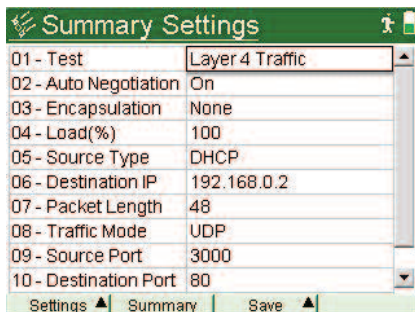 Summary Settings
01 - Test Layer 4 Traffic
02 - Auto Negotiation On
03 - Encapsulation None
04 - Load(%) 100
05 - Source Type DHCP
06 - Destination IP 192.168.0.2
07 - Packet Length 48
08 - Traffic Mode UDP
09 - Source Port 3000
10 - Destination Port 80
Settings Summary Save